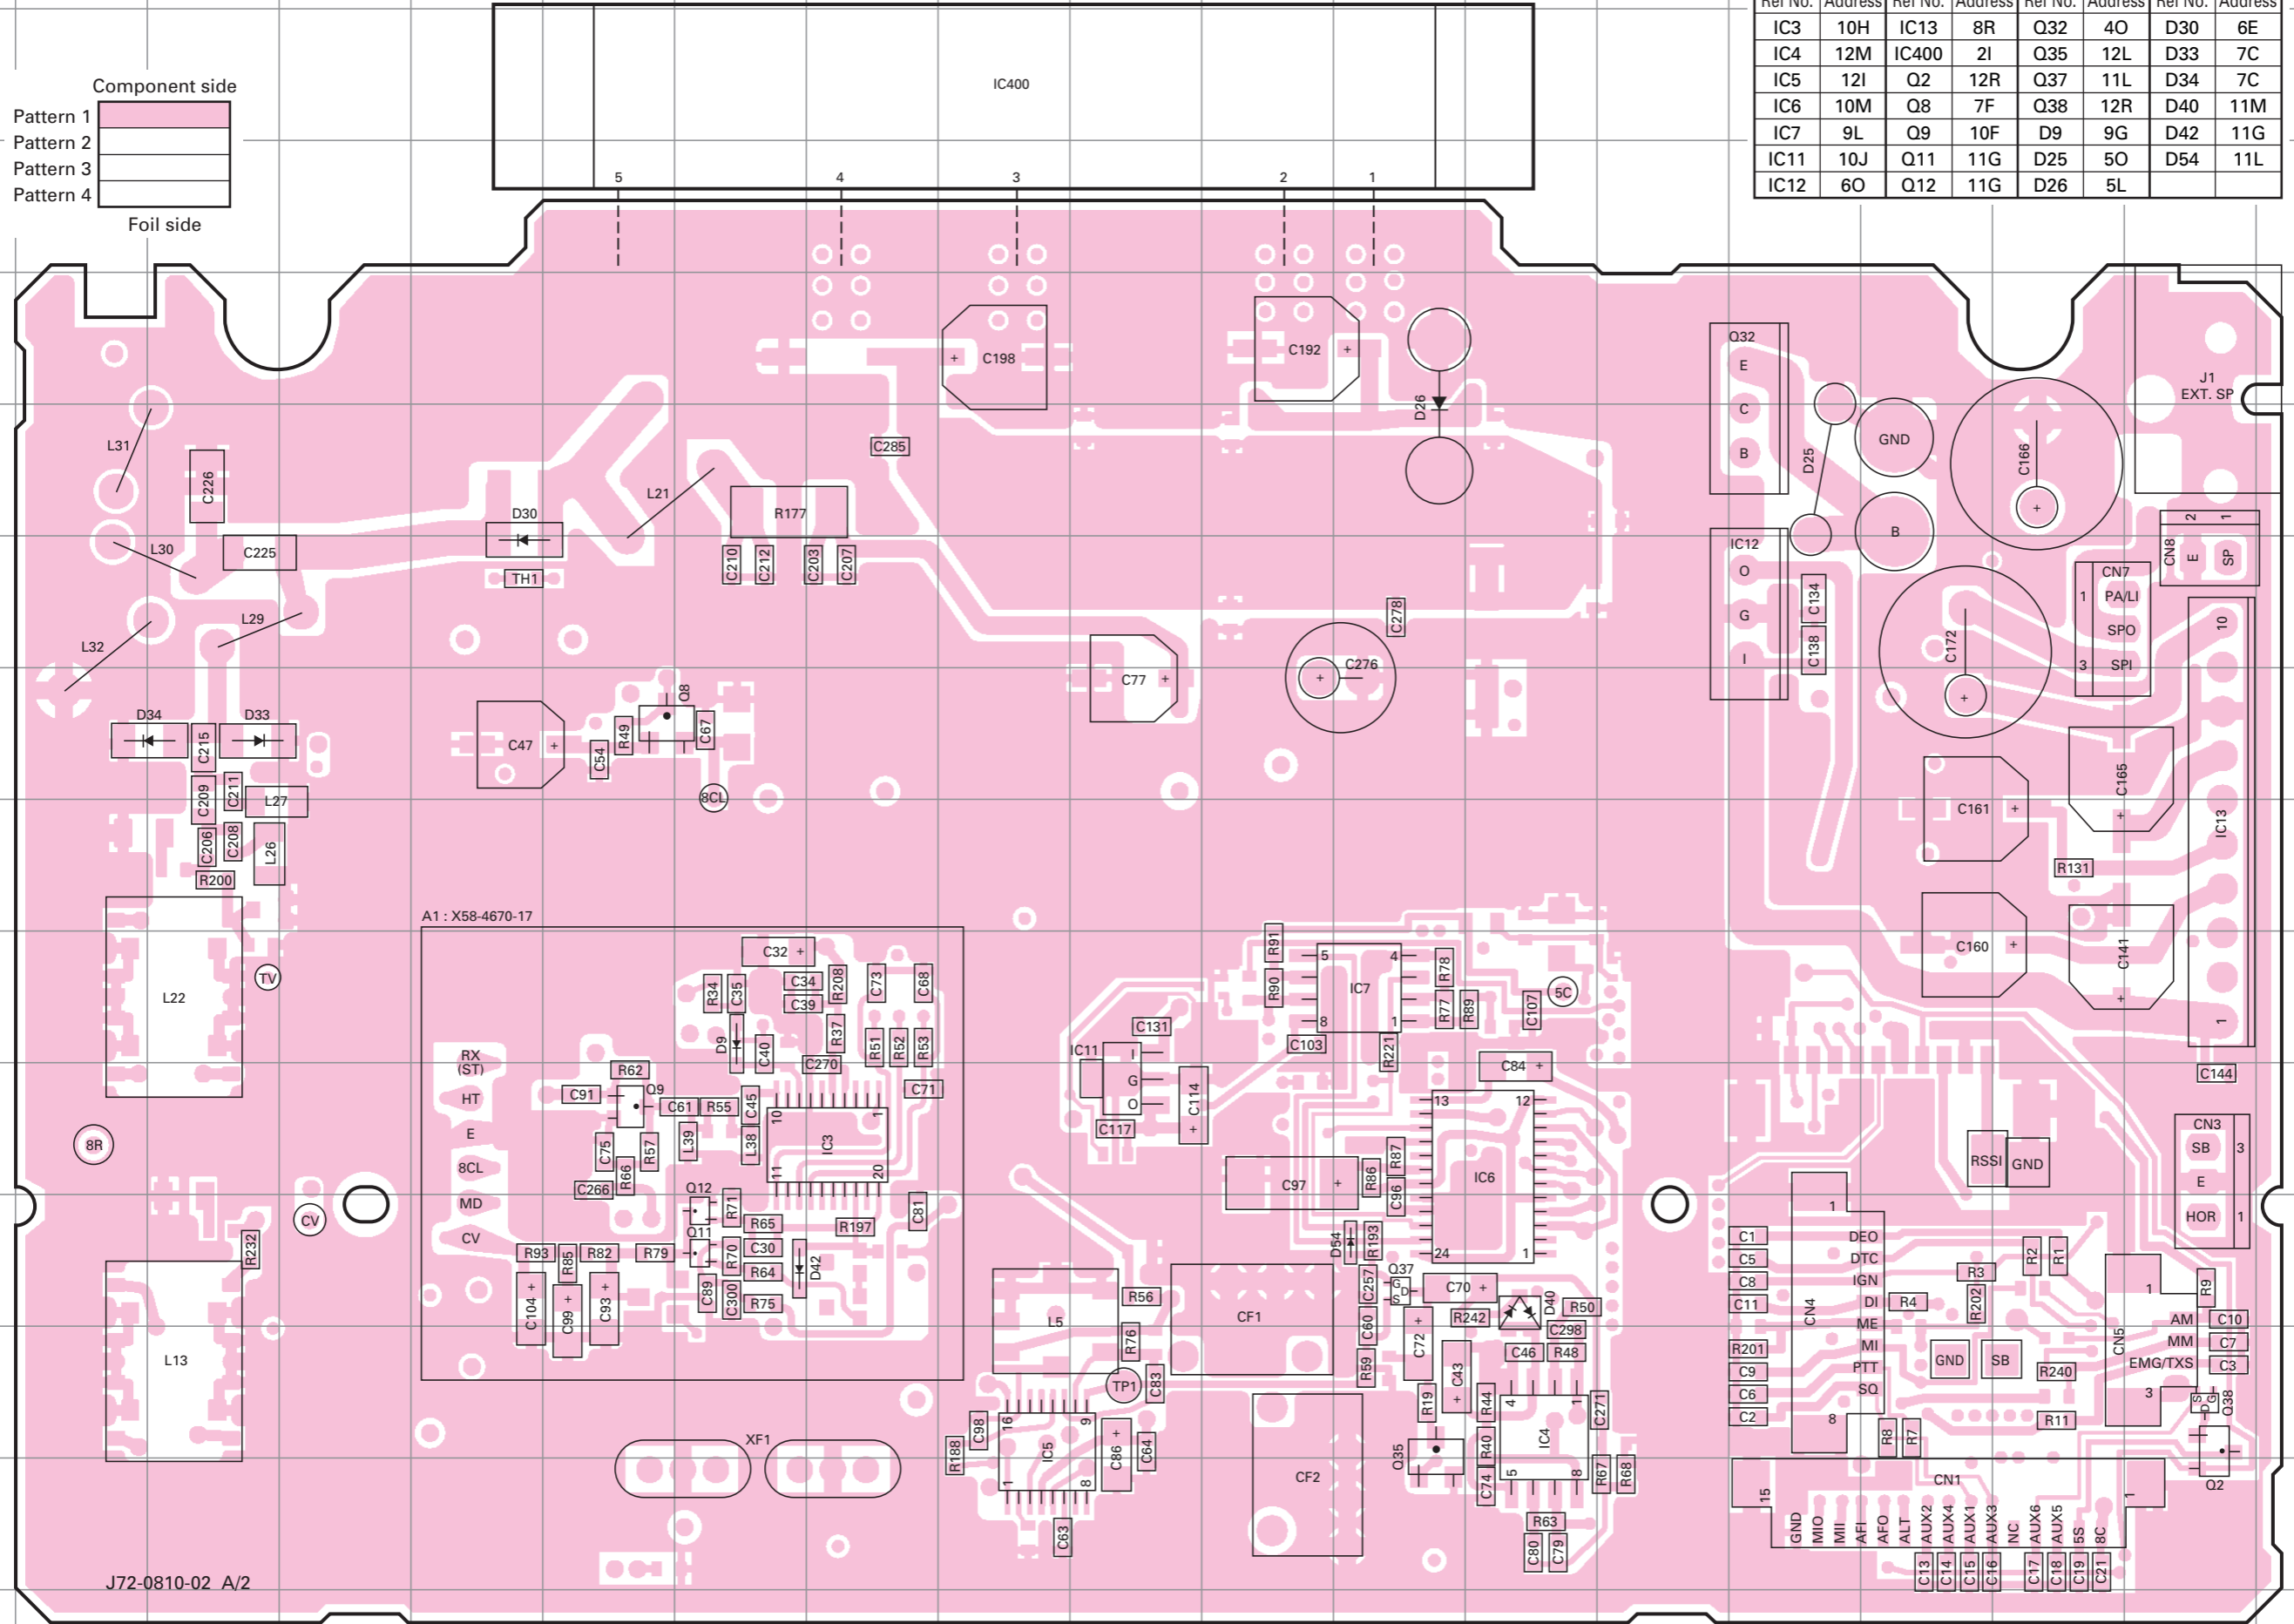 Ref No. Address Ref No. Address Ref No. Address Ref No. Address
IC3 10H IC13 8R Q32 4O D30 6E
IC4 12M IC400 2I Q35 12L D33 7C
IC5 12I Q2 12R Q37 11L D34 7C
IC6 10M Q8 7F Q38 12R D40 11M
IC7 9L Q9 10F D9 9G D42 11G
IC11 10J Q11 11G D25 5O D54 11L
IC12 6O Q12 11G D26 5L
Component side
Pattern 1
Pattern 2
Pattern 3
Pattern 4
Foil side
IC400
5 4 3 2 1
C198
C192
D26
Q32
E
C
B
D25
GND
B
C166
+
J1
EXT. SP
L31
C226
L21
C285
R177
D30
TH1
L30
C225
C210
C212
C203
C207
L29
L32
C278
C276
C77
IC12
O
G
I
C134
C138
C172
CN8
2 1
E SP
CN7
1 PA/LI
SPO
3 SPI
10
IC13
1
D34
D33
C215
C209
C211
L27
C206
C208
L26
R200
C47
C54
R49
Q8
C67
8CL
C161
C165
R131
C160
C141
C144
L22
TV
8R
CV
R232
L13
A1 : X58-4670-17
C32
R34
C35
C34
C39
R208
C73
C68
D9
C40
R37
C270
R51
R52
R53
C71
RX
(ST)
HT
E
8CL
MD
CV
R62
C91
Q9
C61
R55
C45
L39
L38
C75
R66
R57
C266
10 1
IC3
11 20
Q12
R71
R65
R197
C81
Q11
R70
C30
R64
D42
R93
R85
R82
R79
C89
C300
R75
C104
C99
C93
R91
R90
5 4
IC7
8 1
R78
R77
R89
C107
5C
C131
IC11
I
G
O
C114
C117
C103
R221
C84
13 12
IC6
24 1
C97
R86
R87
C96
D54
R193
Q37
G
D
S
C257
C70
D40
R50
R242
C298
C60
C72
C46
R48
R59
C43
R19
R44
C271
4 1
IC4
5 8
R40
C74
Q35
R67
R68
R63
C80
C79
L5
R56
R76
CF1
TP1
C83
CF2
C98
16 9
IC5
1 8
C86
C64
R188
C63
XF1
RSSI
GND
CN3
SB 3
E
HOR 1
C1
C5
C8
C11
R201
C9
C6
C2
1
CN4
8
DEO
DTC
IGN
DI
ME
MI
PTT
SQ
R4
R3
R202
R2
R1
GND
SB
R240
R11
R8
R7
1
CN5
3
AM
MM
EMG/TXS
R9
C10
C7
C3
S
G
D
Q38
Q2
CN1
15 1
GND
MIO
MII
AFI
AFO
ALT
AUX2
AUX4
AUX1
AUX3
NC
AUX6
AUX5
5S
8C
C13
C14
C15
C16
C17
C18
C19
C21
J72-0810-02 A/2